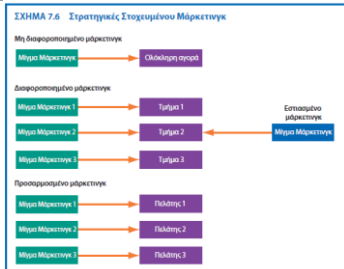 ΣΧΗΜΑ 7.6 Στρατηγικές Στοχευμένου Μάρκετινγκ
Μη διαφοροποιημένο μάρκετινγκ
Μίγμα Μάρκετινγκ Ολόκληρη αγορά
Διαφοροποιημένο μάρκετινγκ
Μίγμα Μάρκετινγκ 1 Τμήμα 1
Εστιασμένο
μάρκετινγκ
Μίγμα Μάρκετινγκ 2 Τμήμα 2 Μίγμα Μάρκετινγκ
Μίγμα Μάρκετινγκ 3 Τμήμα 3
Προσαρμοσμένο μάρκετινγκ
Μίγμα Μάρκετινγκ 1 Πελάτης 1
Μίγμα Μάρκετινγκ 2 Πελάτης 2
Μίγμα Μάρκετινγκ 3 Πελάτης 3